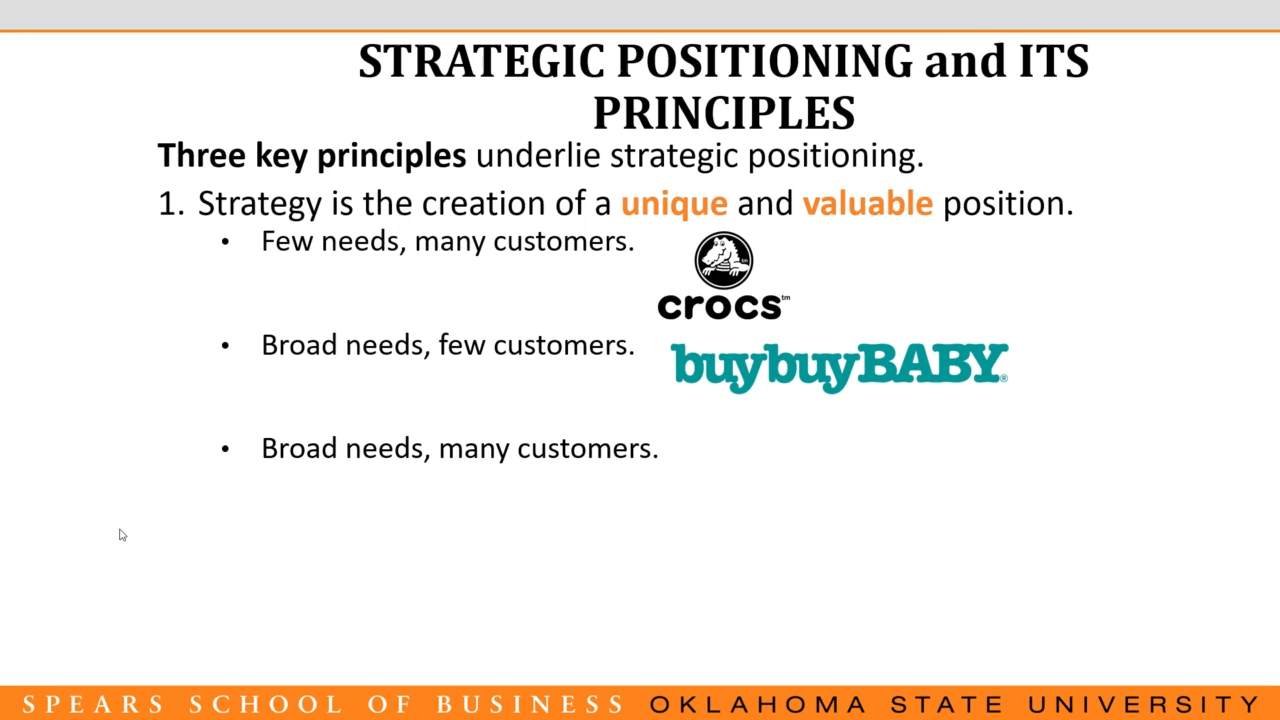 STRATEGIC POSITIONING and ITS
PRINCIPLES
Three key principles underlie strategic positioning.
1. Strategy is the creation of a unique and valuable position.
• Few needs, many customers.
crocs™
• Broad needs, few customers.
buybuyBABY®
• Broad needs, many customers.
SPEARS SCHOOL OF BUSINESS OKLAHOMA STATE UNIVERSITY